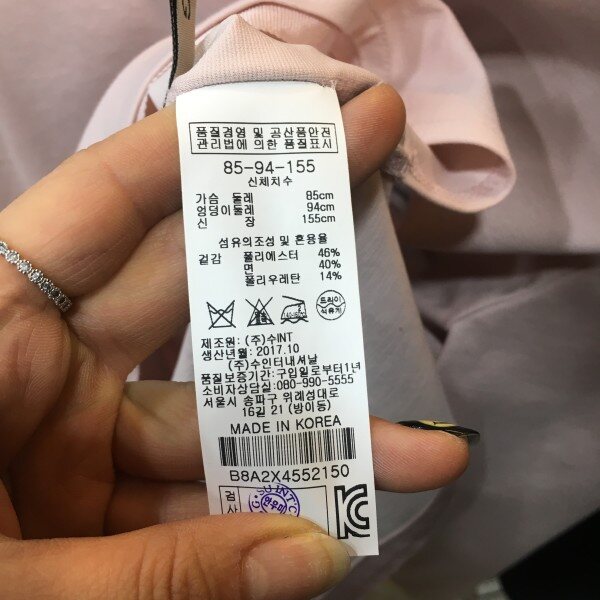 품질경영 및 공산품안전
관리법에 의한 품질표시
85-94-155
신체치수
가슴 둘레 85cm
엉덩이둘레 94cm
신 장 155cm
섬유의조성 및 혼용율
겉감 폴리에스터 46%
면 40%
폴리우레탄 14%
드라이
석유계
제조원: (주)수INT
생산년월: 2017.10
(주)수인터내셔날
품질보증기간:구입일로부터1년
소비자상담실:080-990-5555
서울시 송파구 위례성대로
16길 21 (방이동)
MADE IN KOREA
B8A2X4552150
검
사